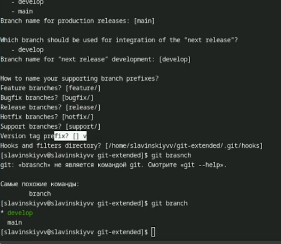 - develop
- main
Branch name for production releases: [main]
Which branch should be used for integration of the "next release"?
- develop
Branch name for "next release" development: [develop]
How to name your supporting branch prefixes?
Feature branches? [feature/]
Bugfix branches? [bugfix/]
Release branches? [release/]
Hotfix branches? [hotfix/]
Support branches? [support/]
Version tag prefix? [] v
Hooks and filters directory? [/home/slavinskiyvv/git-extended/.git/hooks]
[slavinskiyvv@slavinskiyvv git-extended]$ git bransch
git: «bransch» не является командой git. Смотрите «git --help».
Самые похожие команды:
branch
[slavinskiyvv@slavinskiyvv git-extended]$ git branch
* develop
main
[slavinskiyvv@slavinskiyvv git-extended]$